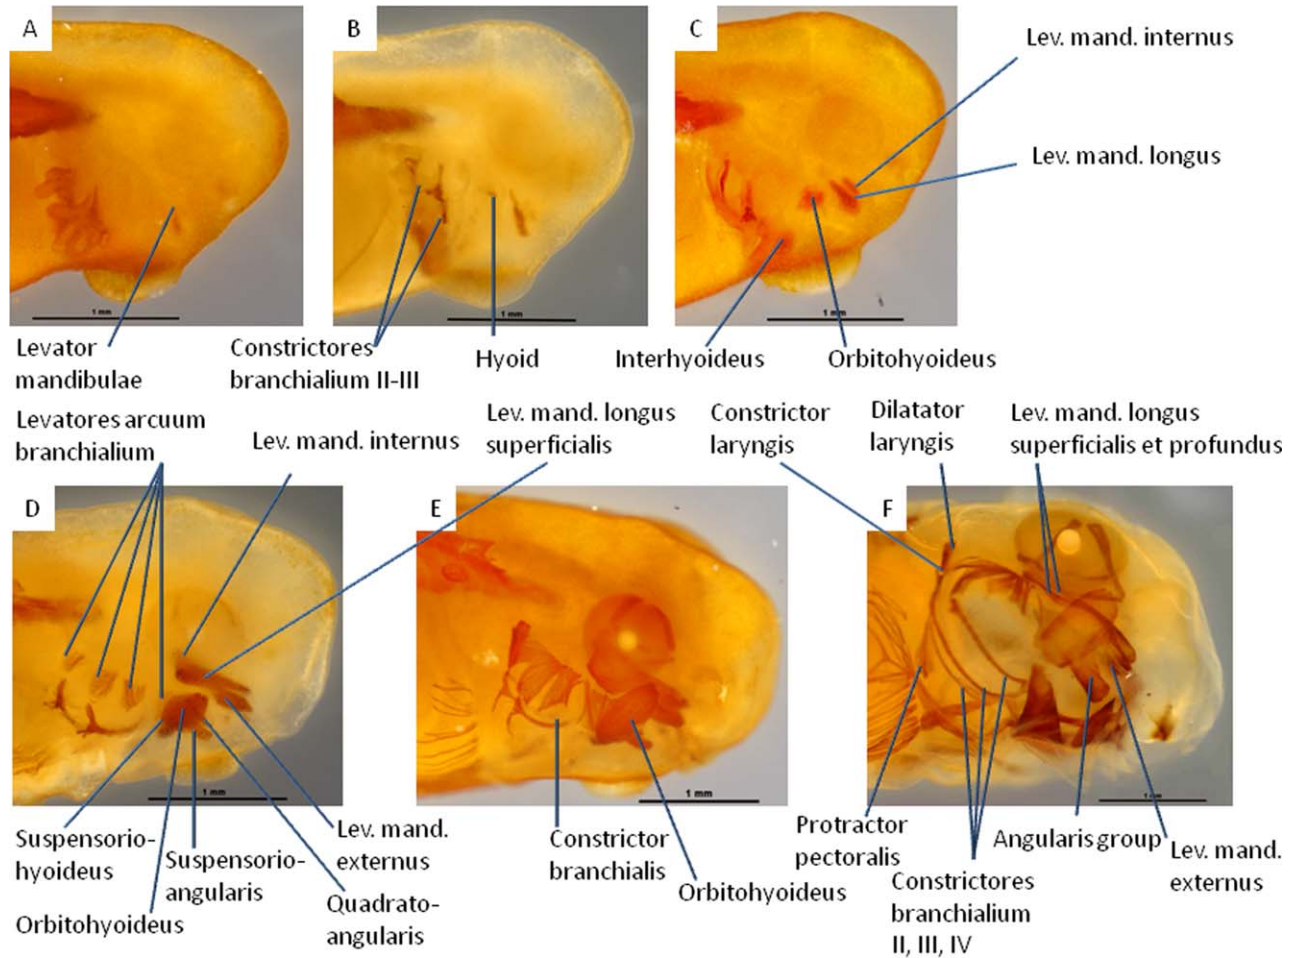 A
B
C
Lev. mand. internus
Lev. mand. longus
1 mm
1 mm
1 mm
Levator
mandibulae
Constrictores
branchialium II-III
Hyoid
Interhyoideus
Orbitohyoideus
Levatores arcuum
branchialium
Lev. mand. internus
Lev. mand. longus
superficialis
Constrictor
laryngis
Dilatator
laryngis
Lev. mand. longus
superficialis et profundus
D
E
F
1 mm
1 mm
1 mm
Suspensorio-
hyoideus
Suspensorio-
angularis
Orbitohyoideus
Lev. mand.
externus
Quadrato-
angularis
Constrictor
branchialis
Orbitohyoideus
Protractor
pectoralis
Constrictores
branchialium
II, III, IV
Angularis group
Lev. mand.
externus